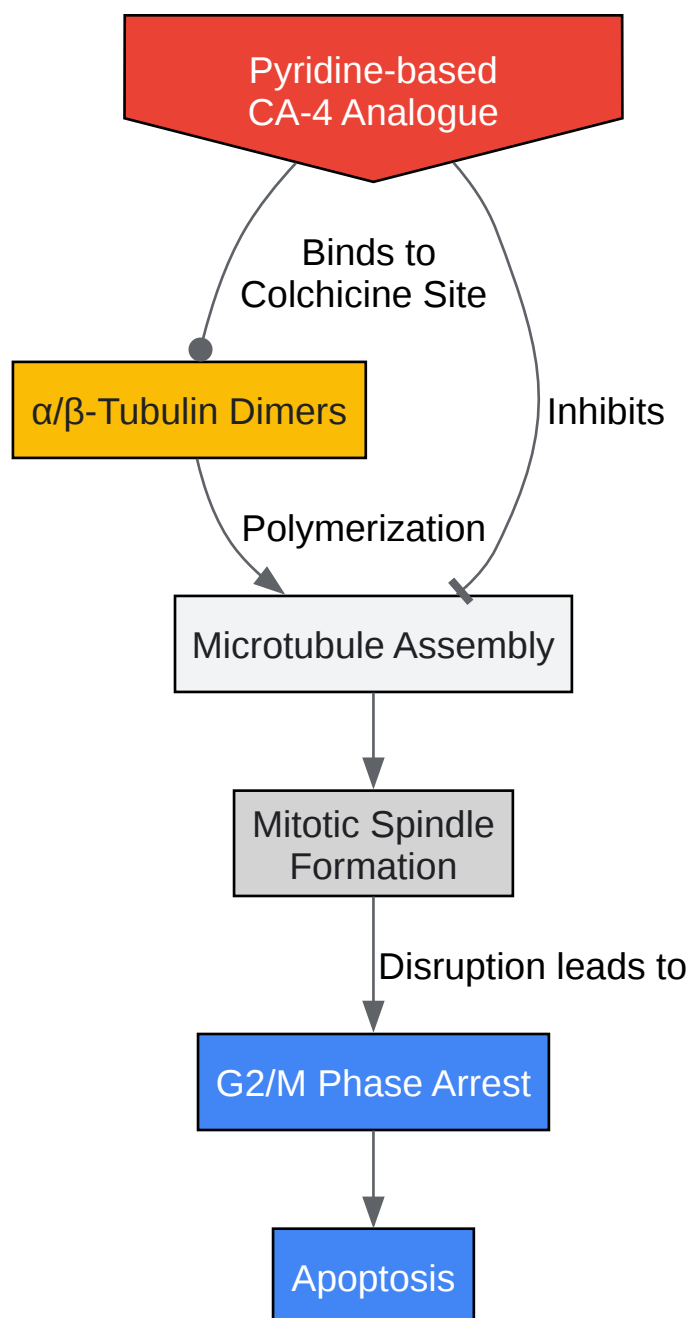 Pyridine-based
CA-4 Analogue
Binds to
Colchicine Site
α/β-Tubulin Dimers
Inhibits
Polymerization
Microtubule Assembly
Mitotic Spindle
Formation
Disruption leads to
G2/M Phase Arrest
Apoptosis